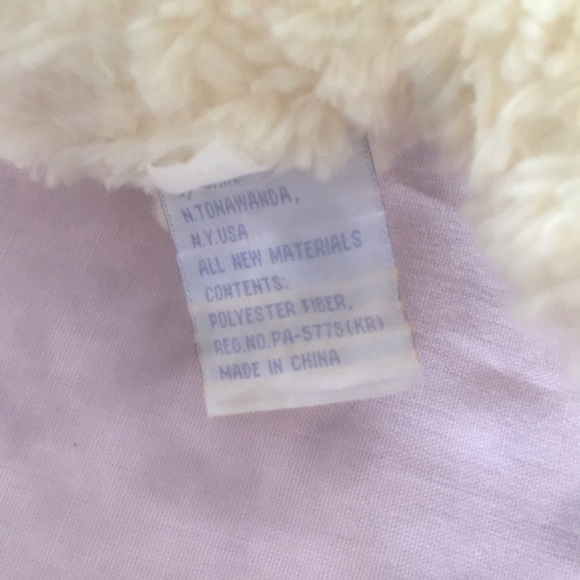 N.TONAWANDA,
N.Y.USA
ALL NEW MATERIALS
CONTENTS:
POLYESTER FIBER.
REG.NO.PA-5775(KR)
MADE IN CHINA